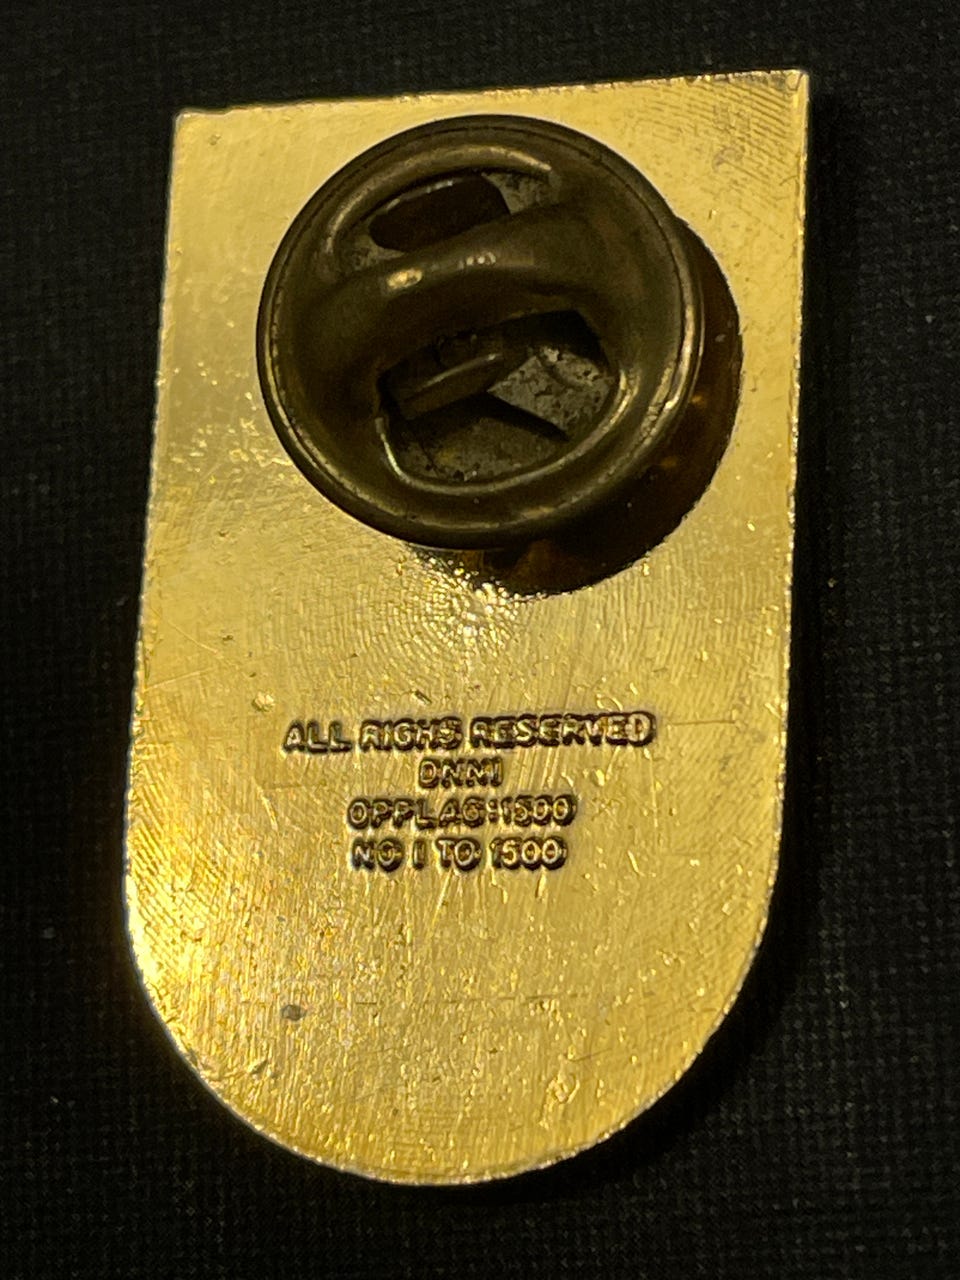 ALL RIGHS RESERVED
DNMI
OPPLAG:1500
NO 1 TO 1500